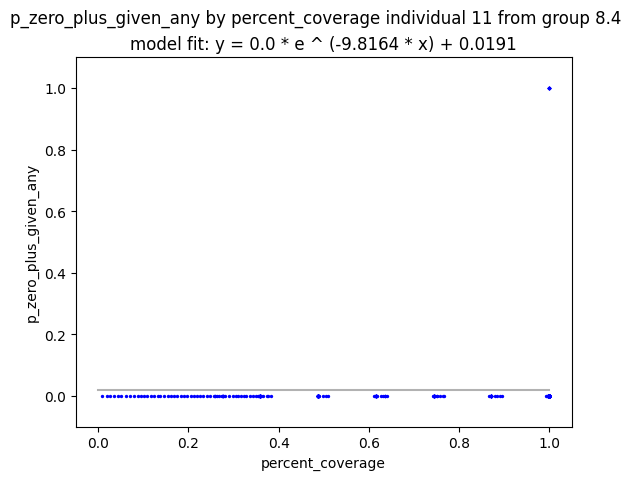 p_zero_plus_given_any by percent_coverage individual 11 from group 8.4
model fit: y = 0.0 * e ^ (-9.8164 * x) + 0.0191
p_zero_plus_given_any
1.0
0.8
0.6
0.4
0.2
0.0
0.0 0.2 0.4 0.6 0.8 1.0
percent_coverage